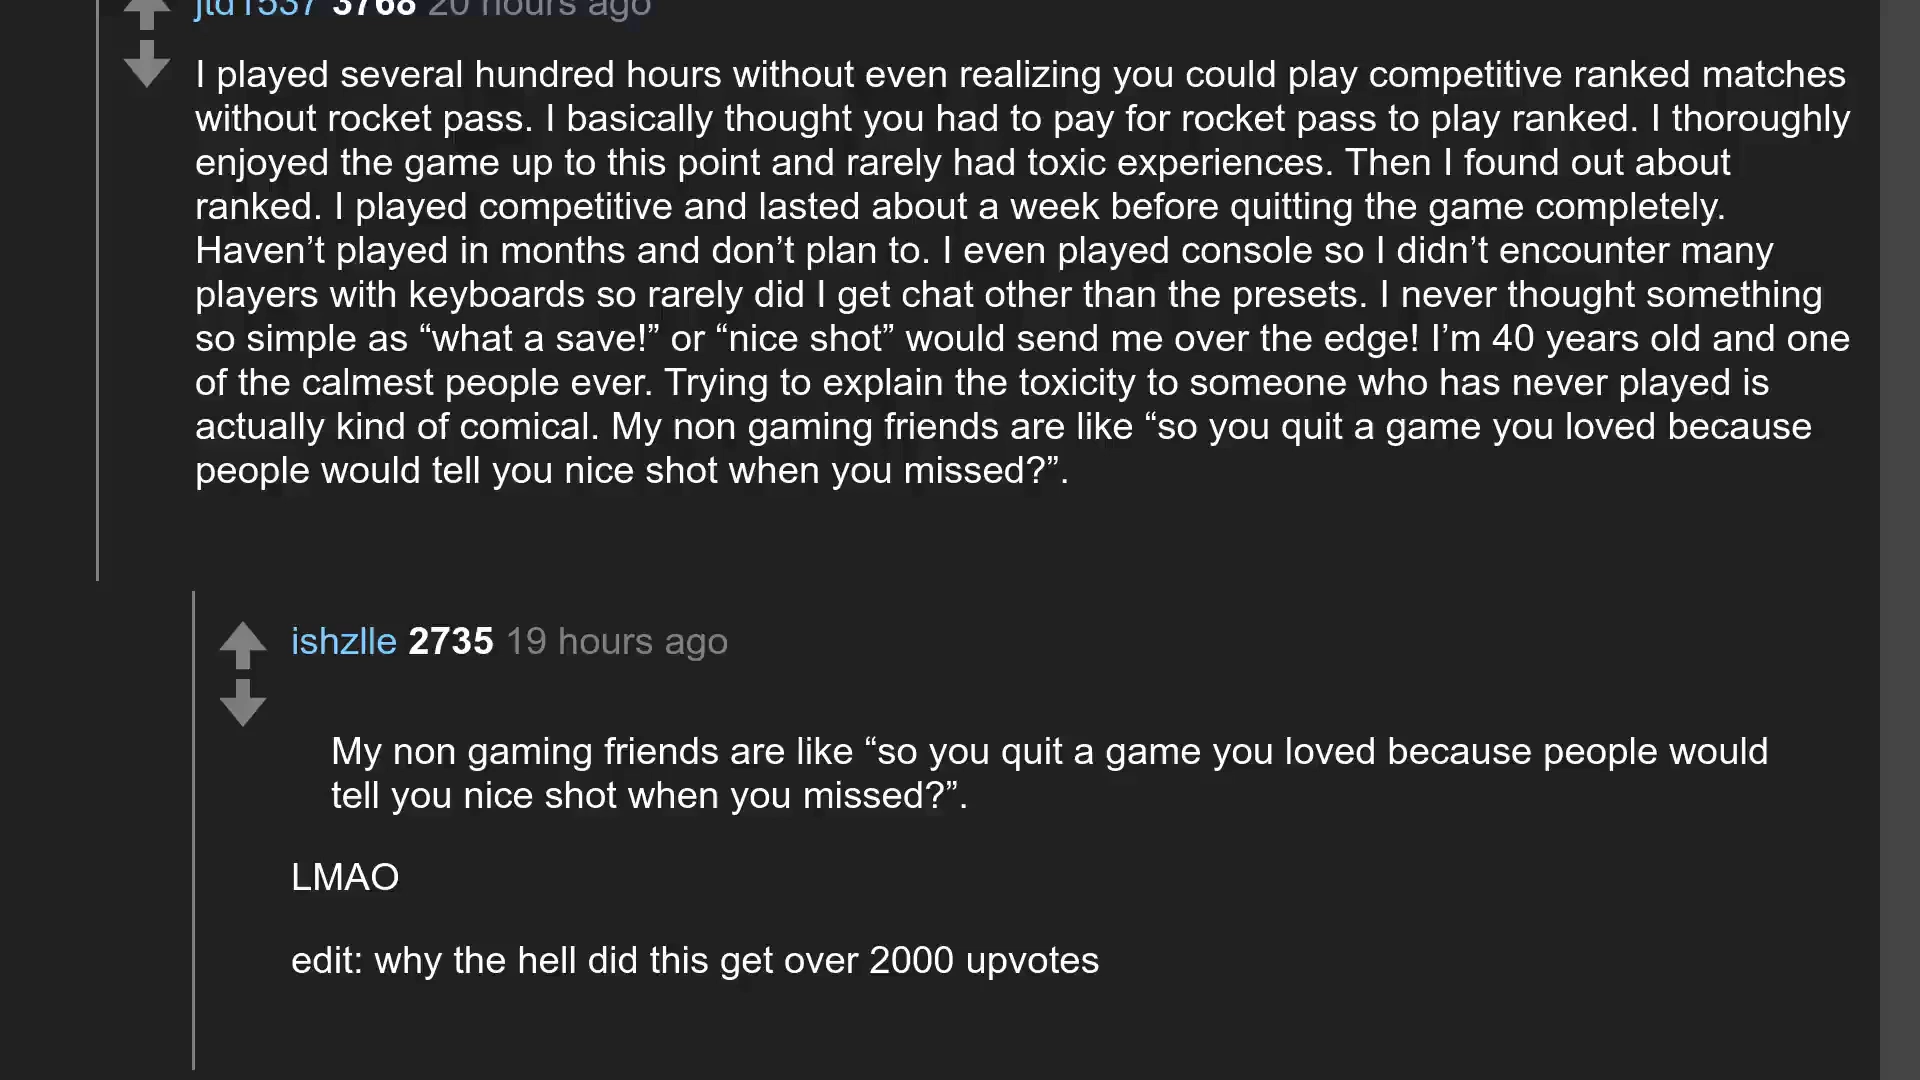 jtd1537 3768 20 hours ago
I played several hundred hours without even realizing you could play competitive ranked matches
without rocket pass. I basically thought you had to pay for rocket pass to play ranked. I thoroughly
enjoyed the game up to this point and rarely had toxic experiences. Then I found out about
ranked. I played competitive and lasted about a week before quitting the game completely.
Haven’t played in months and don’t plan to. I even played console so I didn’t encounter many
players with keyboards so rarely did I get chat other than the presets. I never thought something
so simple as “what a save!” or “nice shot” would send me over the edge! I’m 40 years old and one
of the calmest people ever. Trying to explain the toxicity to someone who has never played is
actually kind of comical. My non gaming friends are like “so you quit a game you loved because
people would tell you nice shot when you missed?”.
ishzlle 2735 19 hours ago
My non gaming friends are like “so you quit a game you loved because people would
tell you nice shot when you missed?”.
LMAO
edit: why the hell did this get over 2000 upvotes